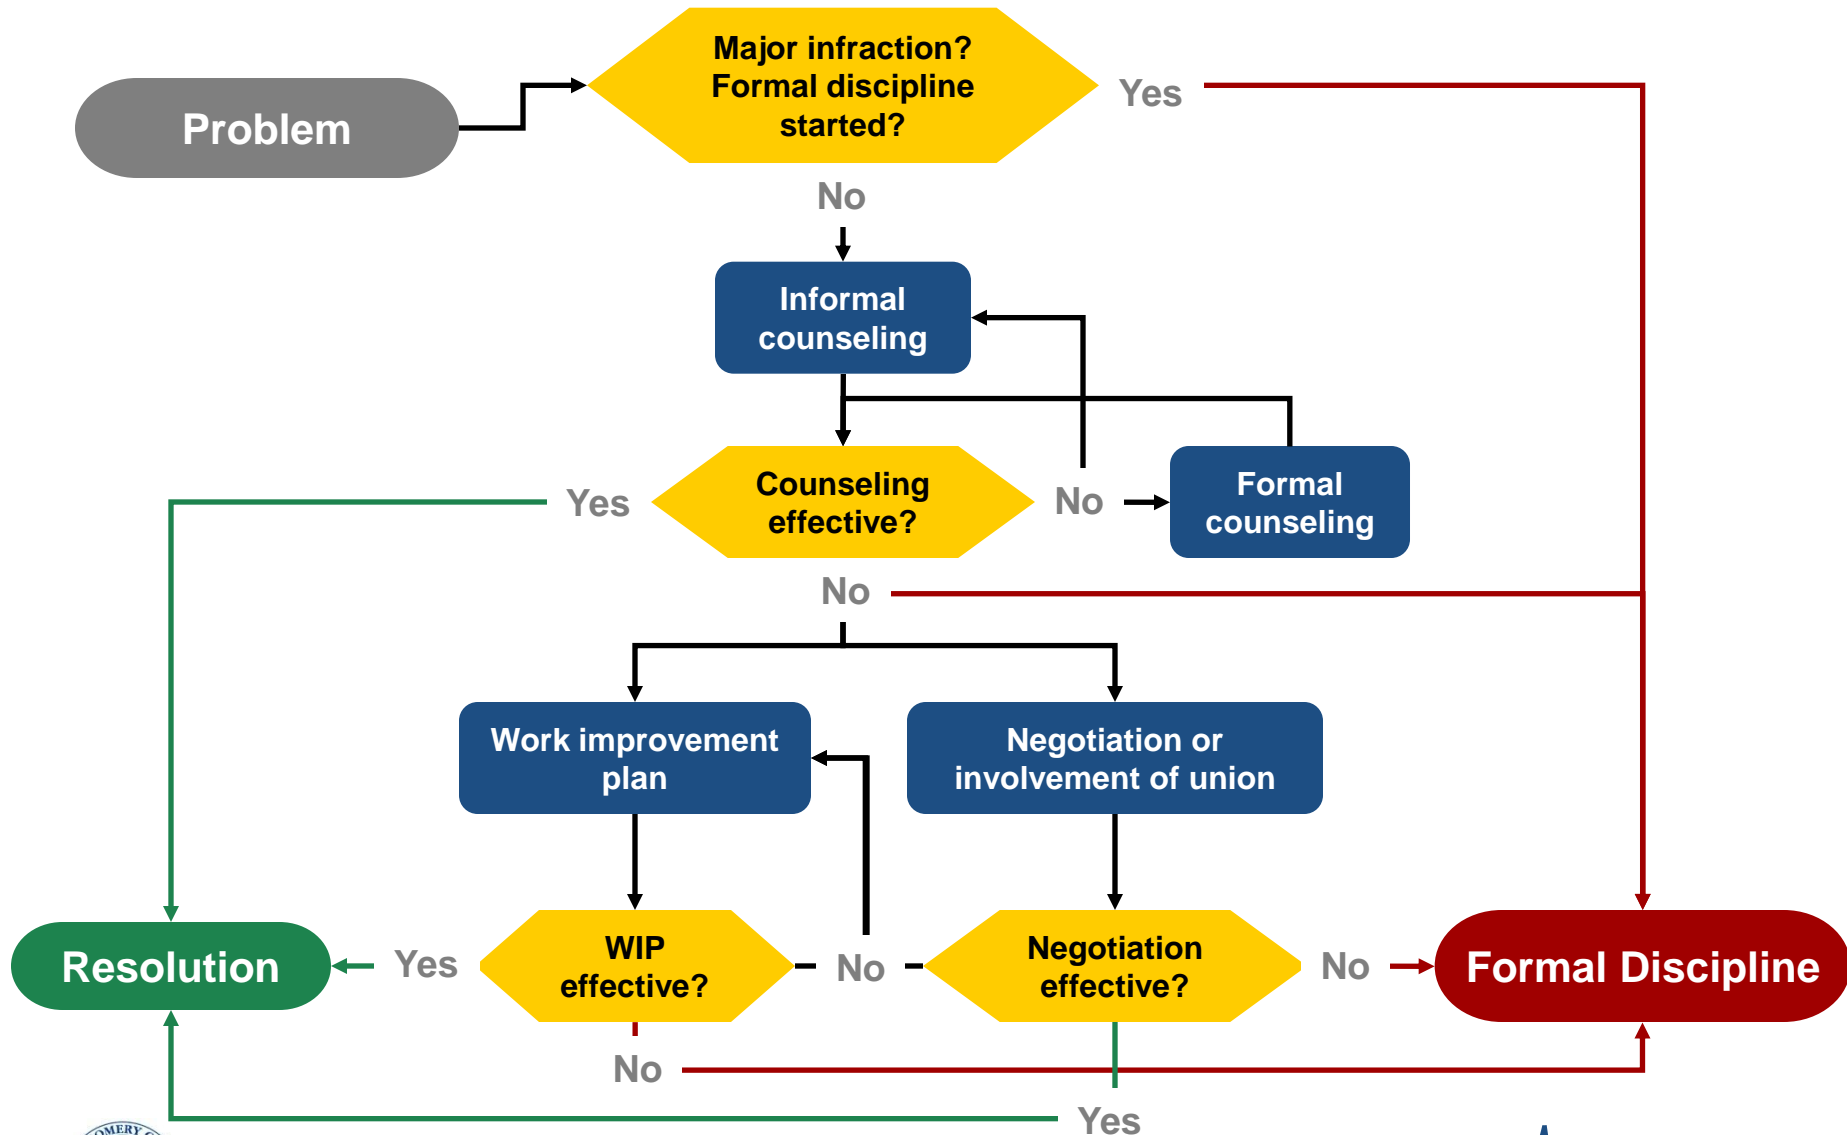 Major infraction?
Formal discipline
started?
Yes
Problem
No
Informal
counseling
Yes
Counseling
effective?
No
Formal
counseling
No
Work improvement
plan
Negotiation or
involvement of union
Resolution
Yes
WIP
effective?
No
Negotiation
effective?
No
Formal Discipline
No
Yes